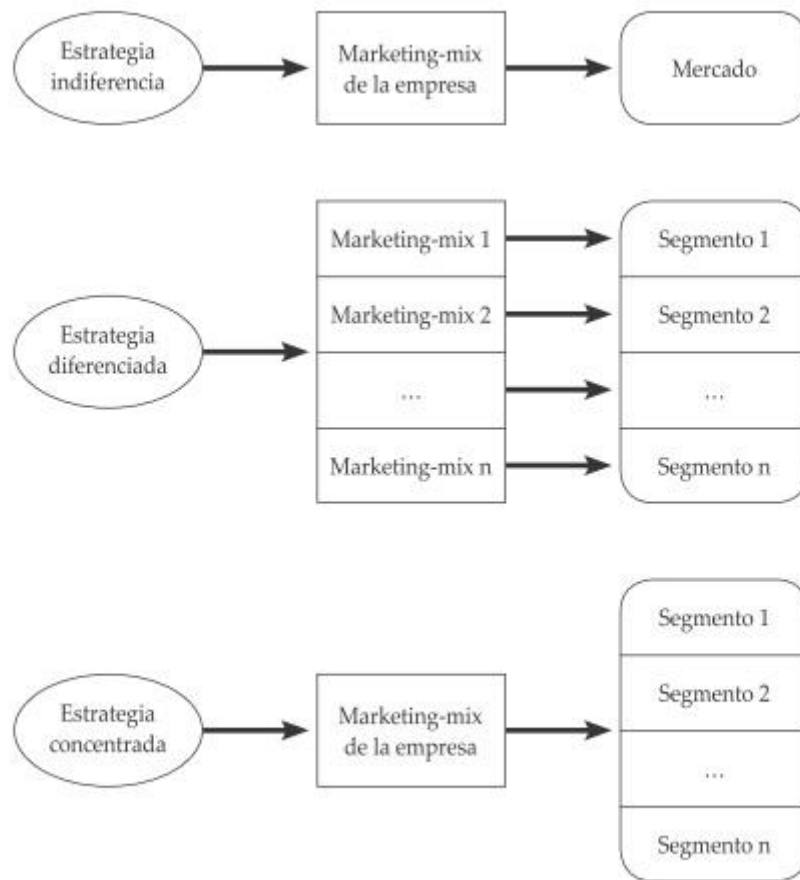 Estrategia
indiferencia
Marketing-mix
de la empresa
Mercado
Estrategia
diferenciada
Marketing-mix 1
Segmento 1
Marketing-mix 2
Segmento 2
...
...
Marketing-mix n
Segmento n
Estrategia
concentrada
Marketing-mix
de la empresa
Segmento 1
Segmento 2
...
Segmento n